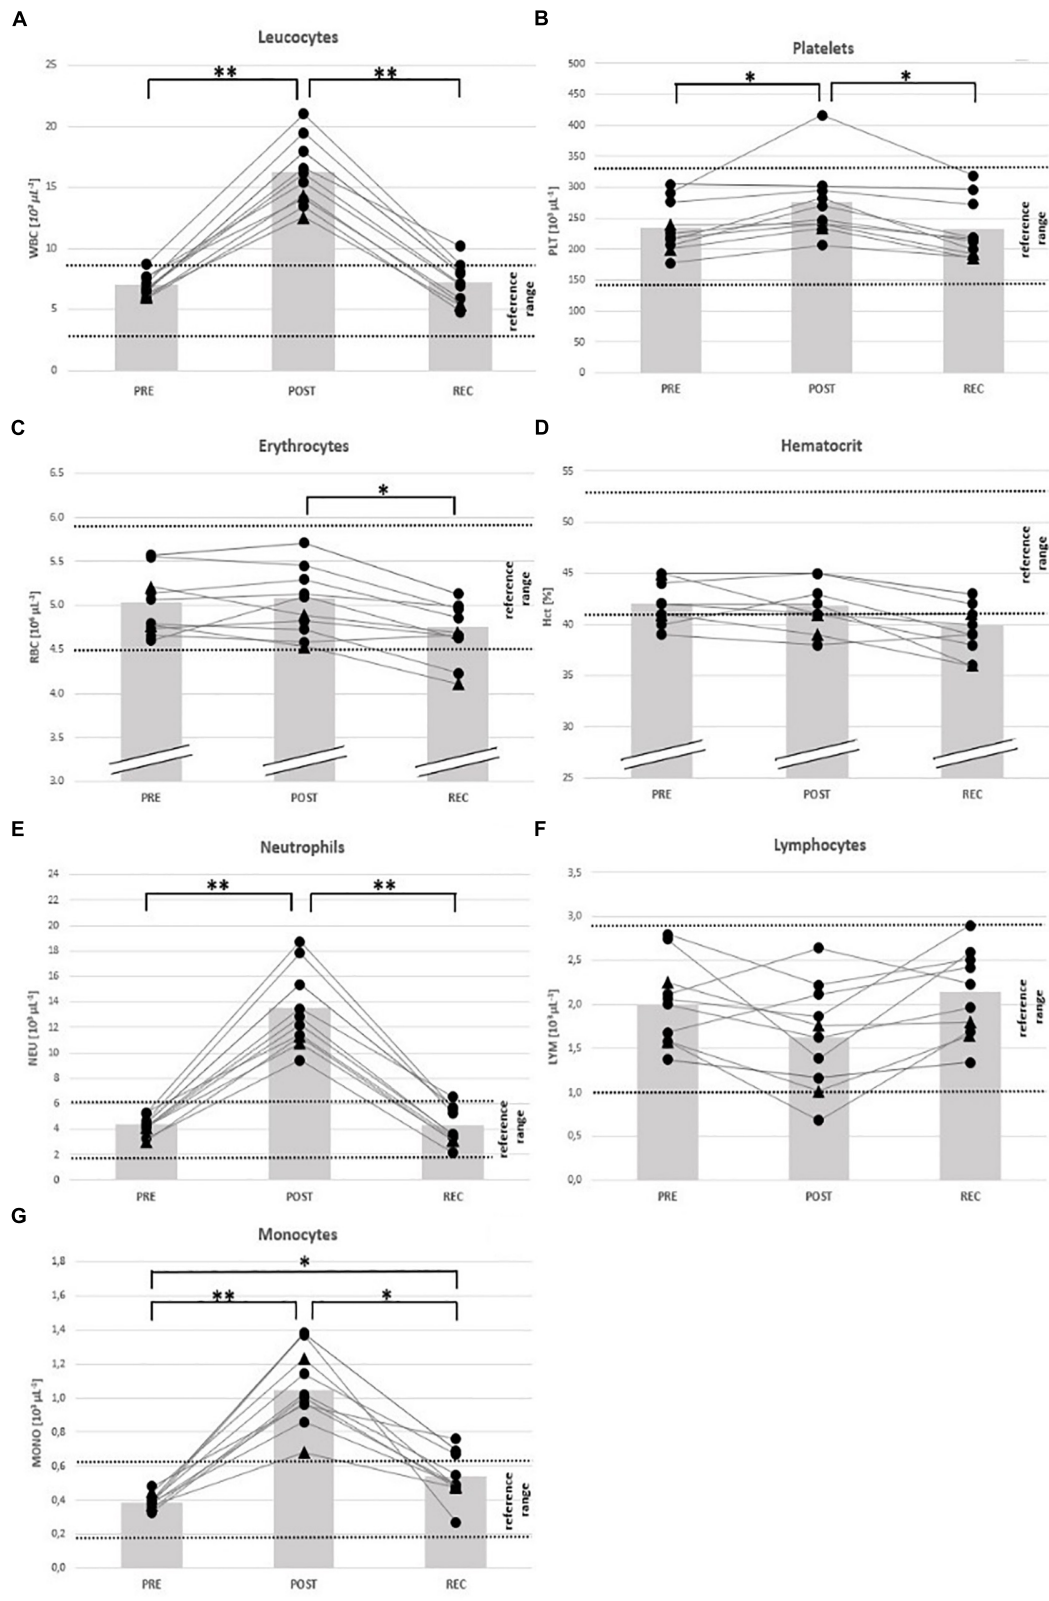 A
Leucocytes
25
20
15
10
5
0
WBC [10³ µL⁻¹]
**
**
reference
range
PRE
POST
REC
B
Platelets
500
450
400
350
300
250
200
150
100
50
0
PLT [10³ µL⁻¹]
*
*
reference
range
PRE
POST
REC
C
Erythrocytes
6.5
6.0
5.5
5.0
4.5
4.0
3.5
3.0
RBC [10⁶ µL⁻¹]
*
reference
range
PRE
POST
REC
D
Hematocrit
55
50
45
40
35
30
25
Hct [%]
reference
range
PRE
POST
REC
E
Neutrophils
24
22
20
18
16
14
12
10
8
6
4
2
0
NEU [10³ µL⁻¹]
**
**
reference
range
PRE
POST
REC
F
Lymphocytes
3,5
3,0
2,5
2,0
1,5
1,0
0,5
0,0
LYM [10³ µL⁻¹]
reference
range
PRE
POST
REC
G
Monocytes
1,8
1,6
1,4
1,2
1,0
0,8
0,6
0,4
0,2
0,0
MONO [10³ µL⁻¹]
*
**
*
reference
range
PRE
POST
REC